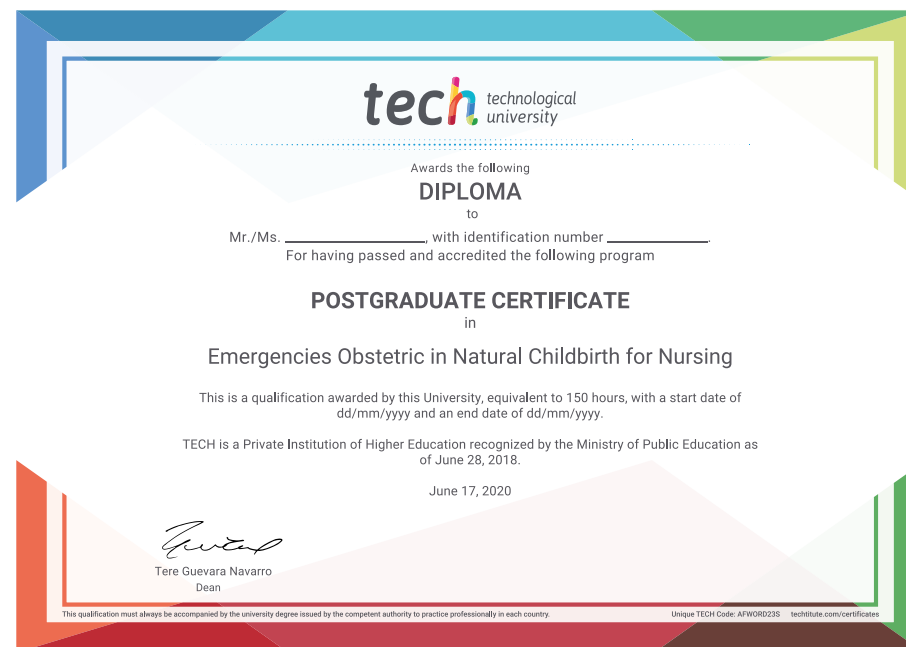 tech technological
university
Awards the following
DIPLOMA
to
Mr./Ms. ____________________, with identification number ______________.
For having passed and accredited the following program
POSTGRADUATE CERTIFICATE
in
Emergencies Obstetric in Natural Childbirth for Nursing
This is a qualification awarded by this University, equivalent to 150 hours, with a start date of
dd/mm/yyyy and an end date of dd/mm/yyyy.
TECH is a Private Institution of Higher Education recognized by the Ministry of Public Education as
of June 28, 2018.
June 17, 2020
Tere Guevara Navarro
Dean
This qualification must always be accompanied by the university degree issued by the competent authority to practice professionally in each country. Unique TECH Code: AFWORD23S techtitute.com/certificates